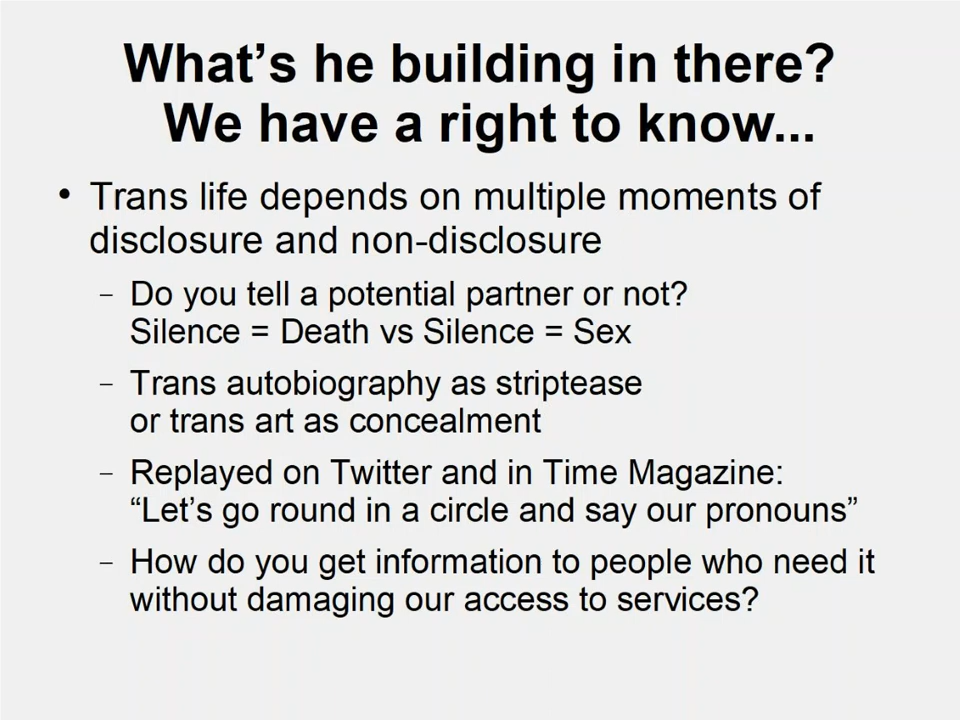 What’s he building in there?
We have a right to know...
• Trans life depends on multiple moments of
disclosure and non-disclosure
– Do you tell a potential partner or not?
Silence = Death vs Silence = Sex
– Trans autobiography as striptease
or trans art as concealment
– Replayed on Twitter and in Time Magazine:
“Let’s go round in a circle and say our pronouns”
– How do you get information to people who need it
without damaging our access to services?